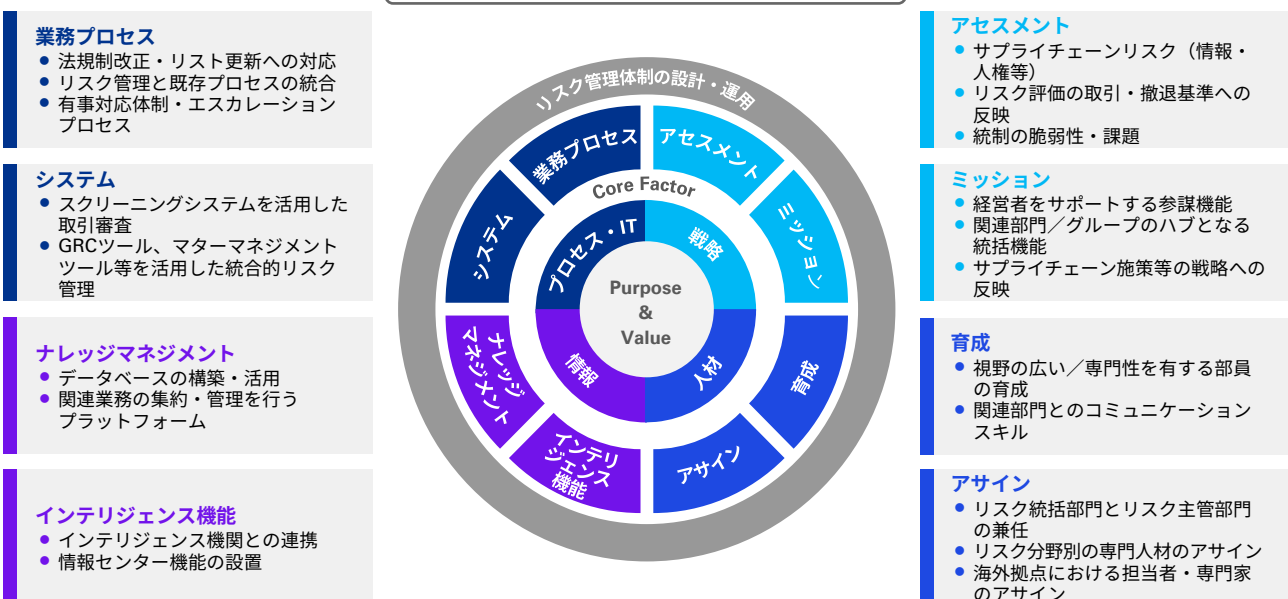 業務プロセス
● 法規制改正・リスト更新への対応
● リスク管理と既存プロセスの統合
● 有事対応体制・エスカレーション
プロセス
システム
● スクリーニングシステムを活用した
取引審査
● GRCツール、マターマネジメント
ツール等を活用した統合的リスク
管理
ナレッジマネジメント
● データベースの構築・活用
● 関連業務の集約・管理を行う
プラットフォーム
インテリジェンス機能
● インテリジェンス機関との連携
● 情報センター機能の設置
リスク管理体制の設計・運用
業務プロセス
アセスメント
システム
ミッション
Core Factor
プロセス・IT
戦略
Purpose
&
Value
情報
人材
ナレッジ
マネジメント
育成
インテリ
ジェンス
機能
アサイン
アセスメント
● サプライチェーンリスク（情報・
人権等）
● リスク評価の取引・撤退基準への
反映
● 統制の脆弱性・課題
ミッション
● 経営者をサポートする参謀機能
● 関連部門／グループのハブとなる
統括機能
● サプライチェーン施策等の戦略への
反映
育成
● 視野の広い／専門性を有する部員
の育成
● 関連部門とのコミュニケーション
スキル
アサイン
● リスク統括部門とリスク主管部門
の兼任
● リスク分野別の専門人材のアサイン
● 海外拠点における担当者・専門家
のアサイン